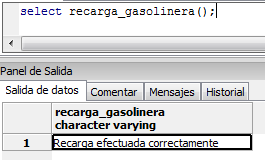 select recarga_gasolinera();
Panel de Salida
Salida de datos Comentar Mensajes Historial
recarga_gasolinera
character varying
1 Recarga efectuada correctamente